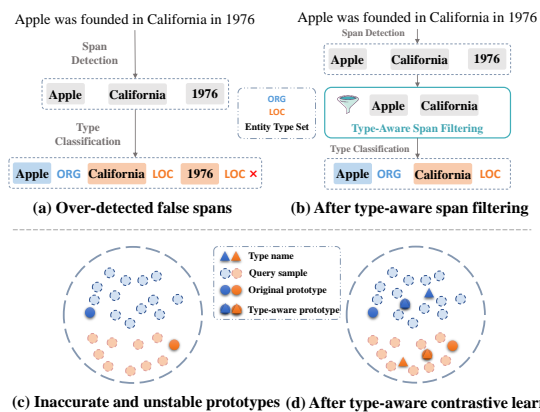 Apple was founded in California in 1976
Span
Detection
Apple California 1976
Type
Classification
Apple ORG California LOC 1976 LOC ×
(a) Over-detected false spans
ORG
LOC
Entity Type Set
Apple was founded in California in 1976
Span Detection
Apple California 1976
Apple California
Type-Aware Span Filtering
Type Classification
Apple ORG California LOC
(b) After type-aware span filtering
Type name
Query sample
Original prototype
Type-aware prototype
(c) Inaccurate and unstable prototypes
(d) After type-aware contrastive lear